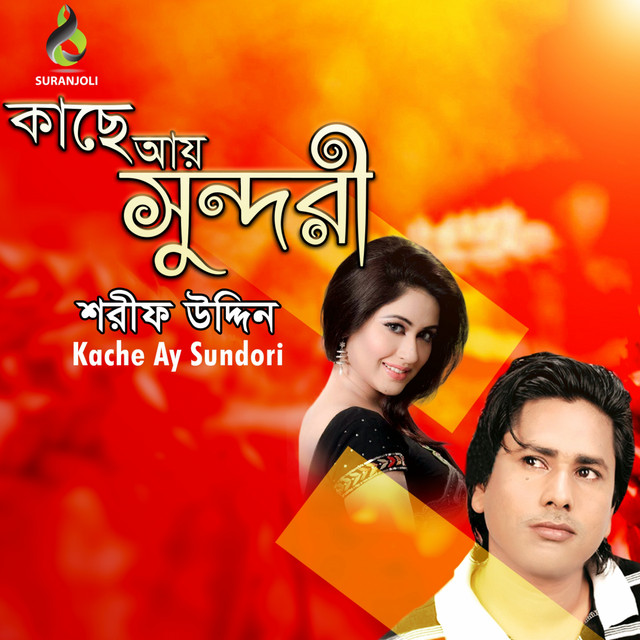 SURANJOLI
কাছে আয়
সুন্দরী
শরীফ উদ্দিন
Kache Ay Sundori